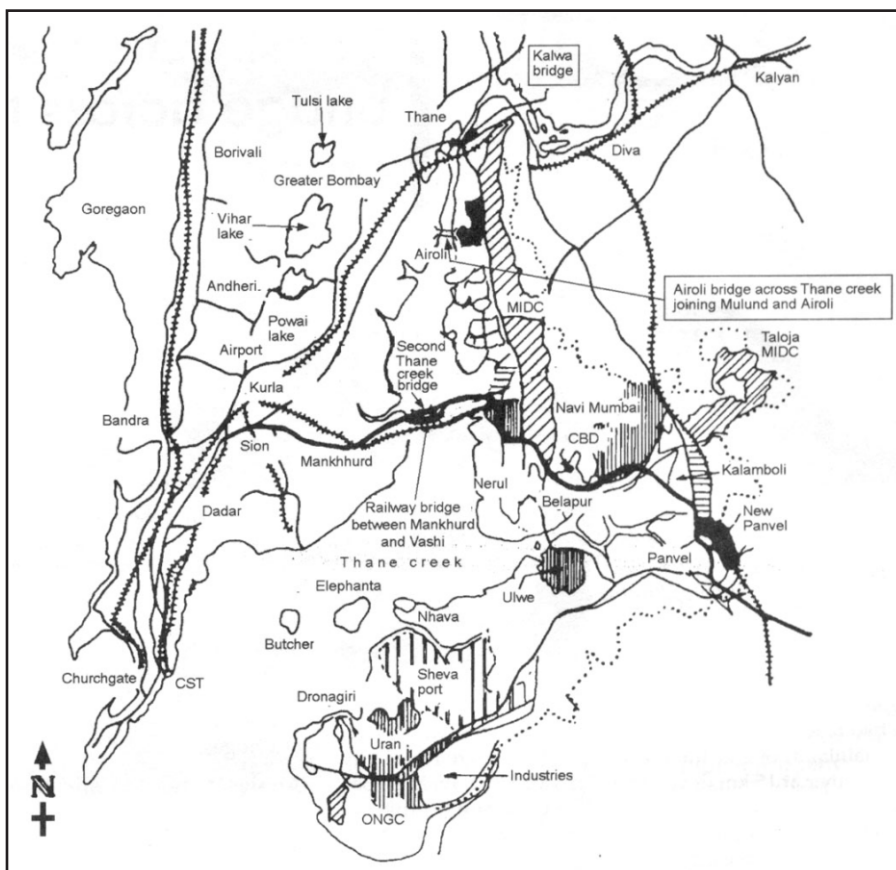 Kalwa
bridge
Kalyan
Tulsi lake
Thane
Borivali
Diva
Greater Bombay
Goregaon
Vihar
lake
Airoli
Airoli bridge across Thane creek
joining Mulund and Airoli
Andheri
MIDC
Powai
lake
Taloja
MIDC
Second
Thane
creek
bridge
Airport
Kurla
Navi Mumbai
Bandra
CBD
Sion
Mankhhurd
Kalamboli
Nerul
Belapur
Dadar
Railway bridge
between Mankhurd
and Vashi
New
Panvel
Thane creek
Panvel
Elephanta
Ulwe
Nhava
Butcher
Churchgate
CST
Sheva
port
Dronagiri
Uran
Industries
N
ONGC